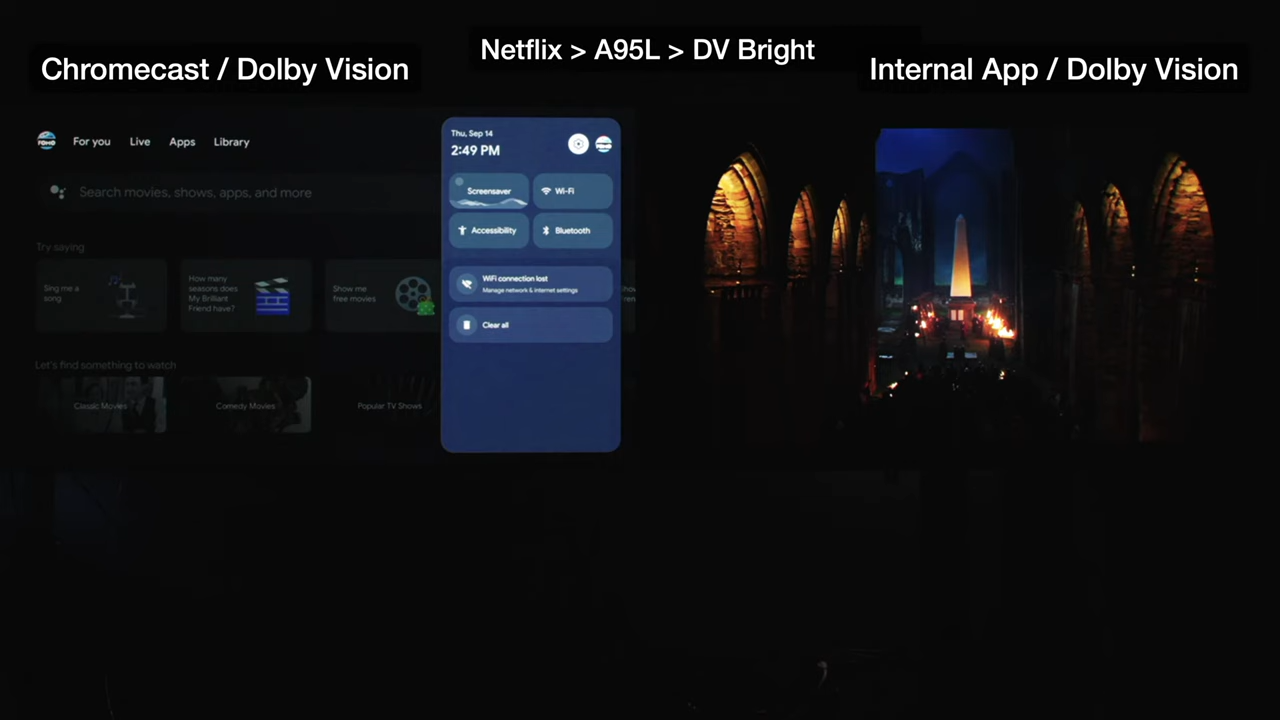 Netflix > A95L > DV Bright
Chromecast / Dolby Vision
Internal App / Dolby Vision
FOMO
For you
Live
Apps
Library
Search movies, shows, apps, and more
Try saying
Sing me a
song
How many
seasons does
My Brilliant
Friend have?
Show me
free movies
Let's find something to watch
Classic Movies
Comedy Movies
Popular TV Shows
Thu, Sep 14
2:49 PM
Screensaver
Wi-Fi
Accessibility
Bluetooth
WiFi connection lost
Manage network & internet settings
Clear all